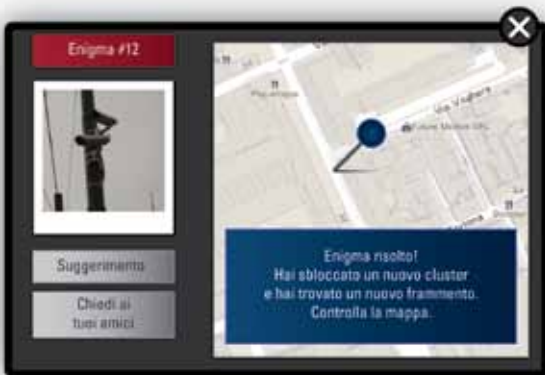 Enigma #12
Via Voghera
Suggerimento
Chiedi ai
tuoi amici
Enigma risolto!
Hai sbloccato un nuovo cluster
e hai trovato un nuovo frammento.
Controlla la mappa.